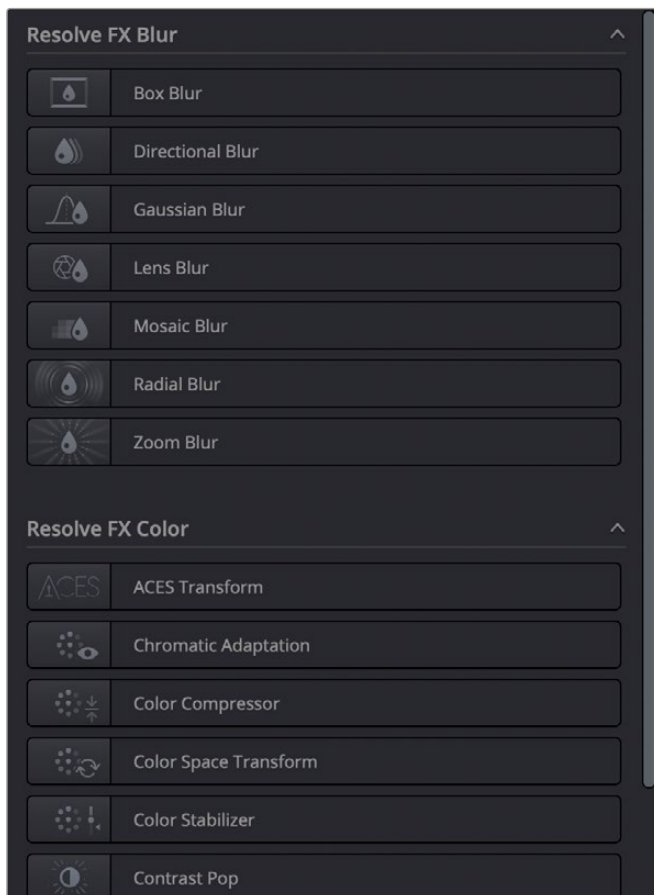 Resolve FX Blur
Box Blur
Directional Blur
Gaussian Blur
Lens Blur
Mosaic Blur
Radial Blur
Zoom Blur
Resolve FX Color
ACES ACES Transform
Chromatic Adaptation
Color Compressor
Color Space Transform
Color Stabilizer
Contrast Pop